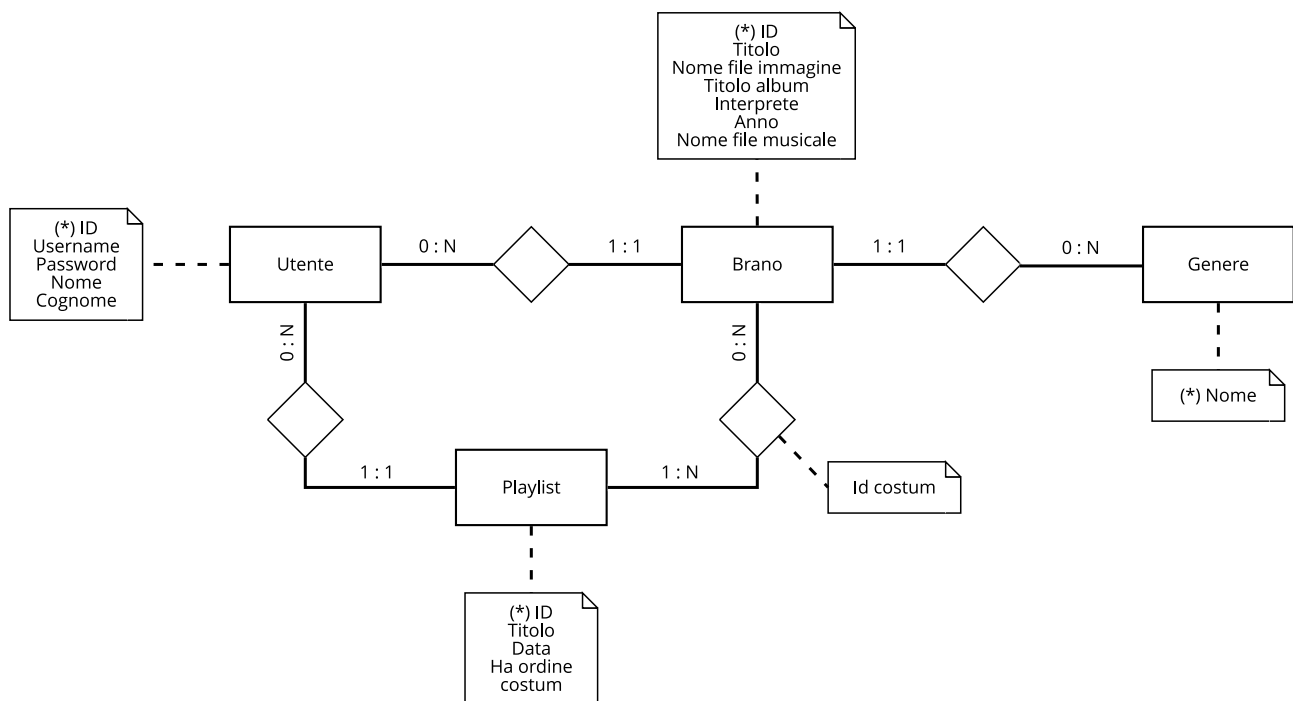 (*) ID
Titolo
Nome file immagine
Titolo album
Interprete
Anno
Nome file musicale
(*) ID
Username
Password
Nome
Cognome
Utente
0 : N
1 : 1
Brano
1 : 1
0 : N
Genere
0 : N
0 : N
(*) Nome
1 : 1
Playlist
1 : N
Id costum
(*) ID
Titolo
Data
Ha ordine
costum